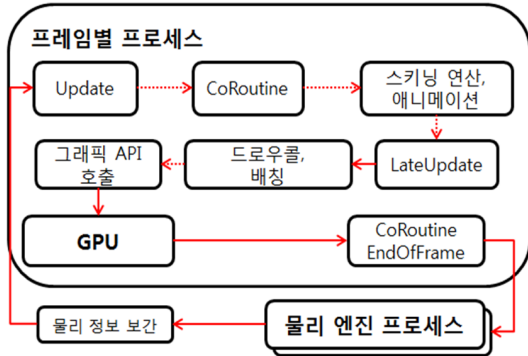 프레임별 프로세스
Update
CoRoutine
스키닝 연산,
애니메이션
그래픽 API
호출
드로우콜,
배칭
LateUpdate
GPU
CoRoutine
EndOfFrame
물리 정보 보간
물리 엔진 프로세스